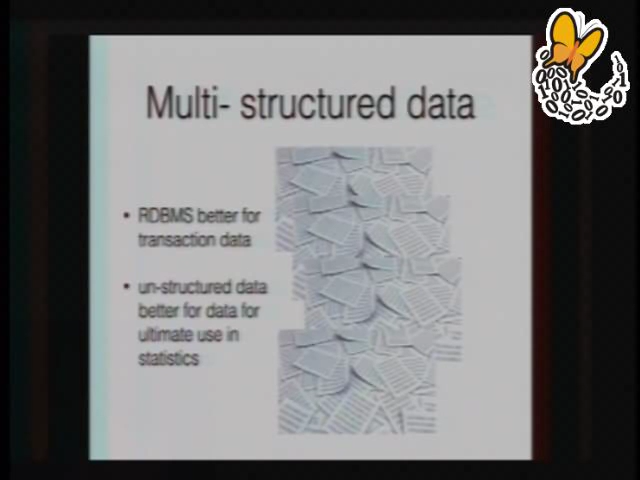 Multi- structured data
• RDBMS better for
transaction data
• un-structured data
better for data for
ultimate use in
statistics